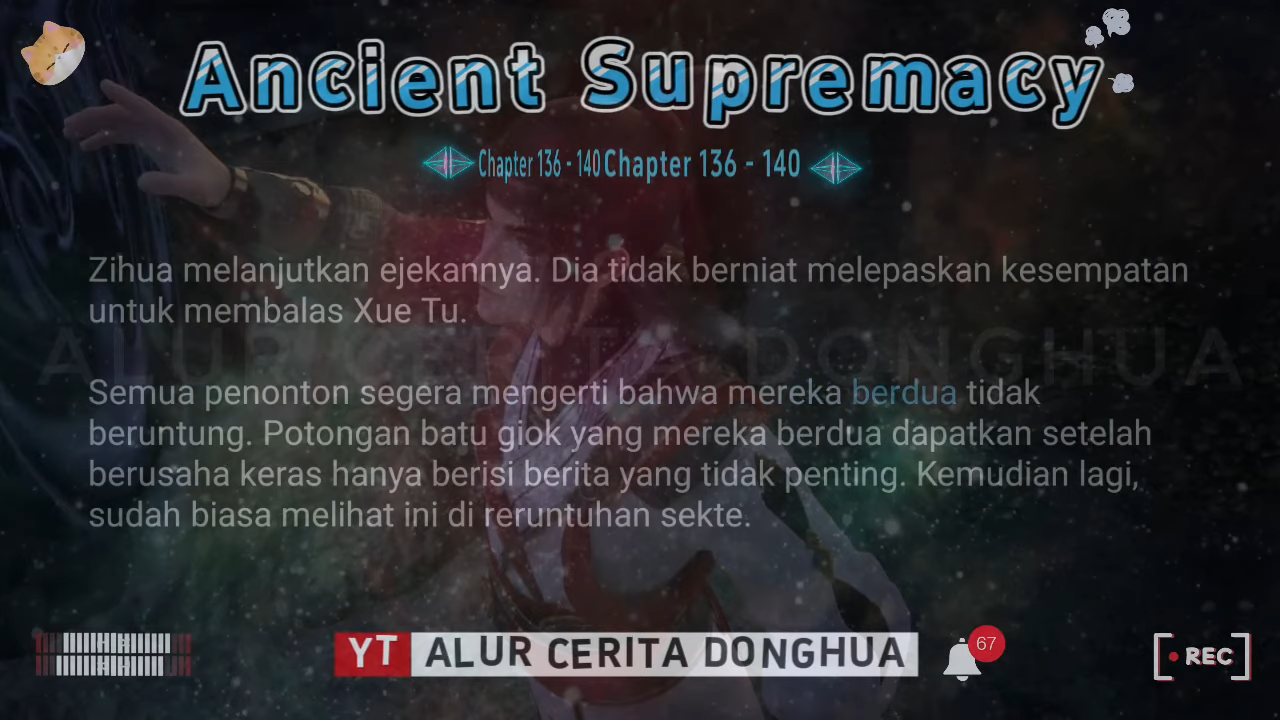 Ancient Supremacy
Chapter 136 - 140 Chapter 136 - 140
Zihua melanjutkan ejekannya. Dia tidak berniat melepaskan kesempatan
untuk membalas Xue Tu.
ALUR CERITA DONGHUA
Semua penonton segera mengerti bahwa mereka berdua tidak
beruntung. Potongan batu giok yang mereka berdua dapatkan setelah
berusaha keras hanya berisi berita yang tidak penting. Kemudian lagi,
sudah biasa melihat ini di reruntuhan sekte.
YT ALUR CERITA DONGHUA
67
REC